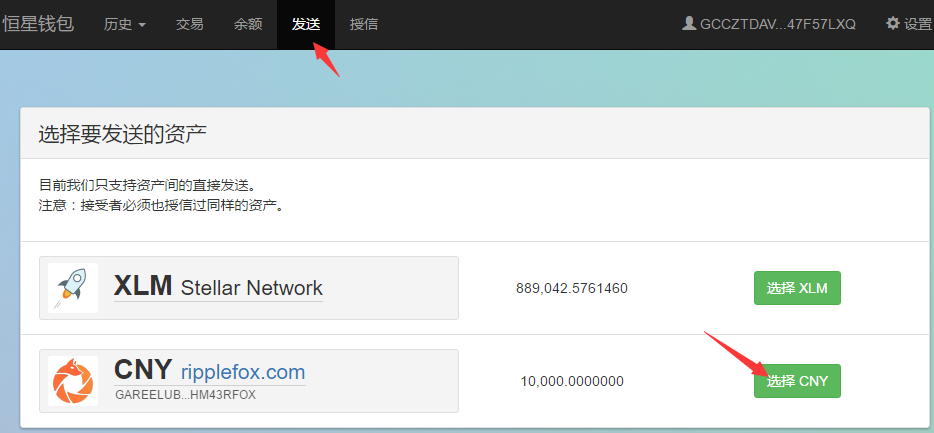 恒星钱包 历史 交易 余额 发送 授信 GCCZTDAV...47F57LXQ 设置
选择要发送的资产
目前我们只支持资产间的直接发送。
注意：接受者必须也授信过同样的资产。
XLM Stellar Network 889,042.5761460 选择 XLM
CNY ripplefox.com 10,000.0000000 选择 CNY
GAREELUB...HM43RFOX